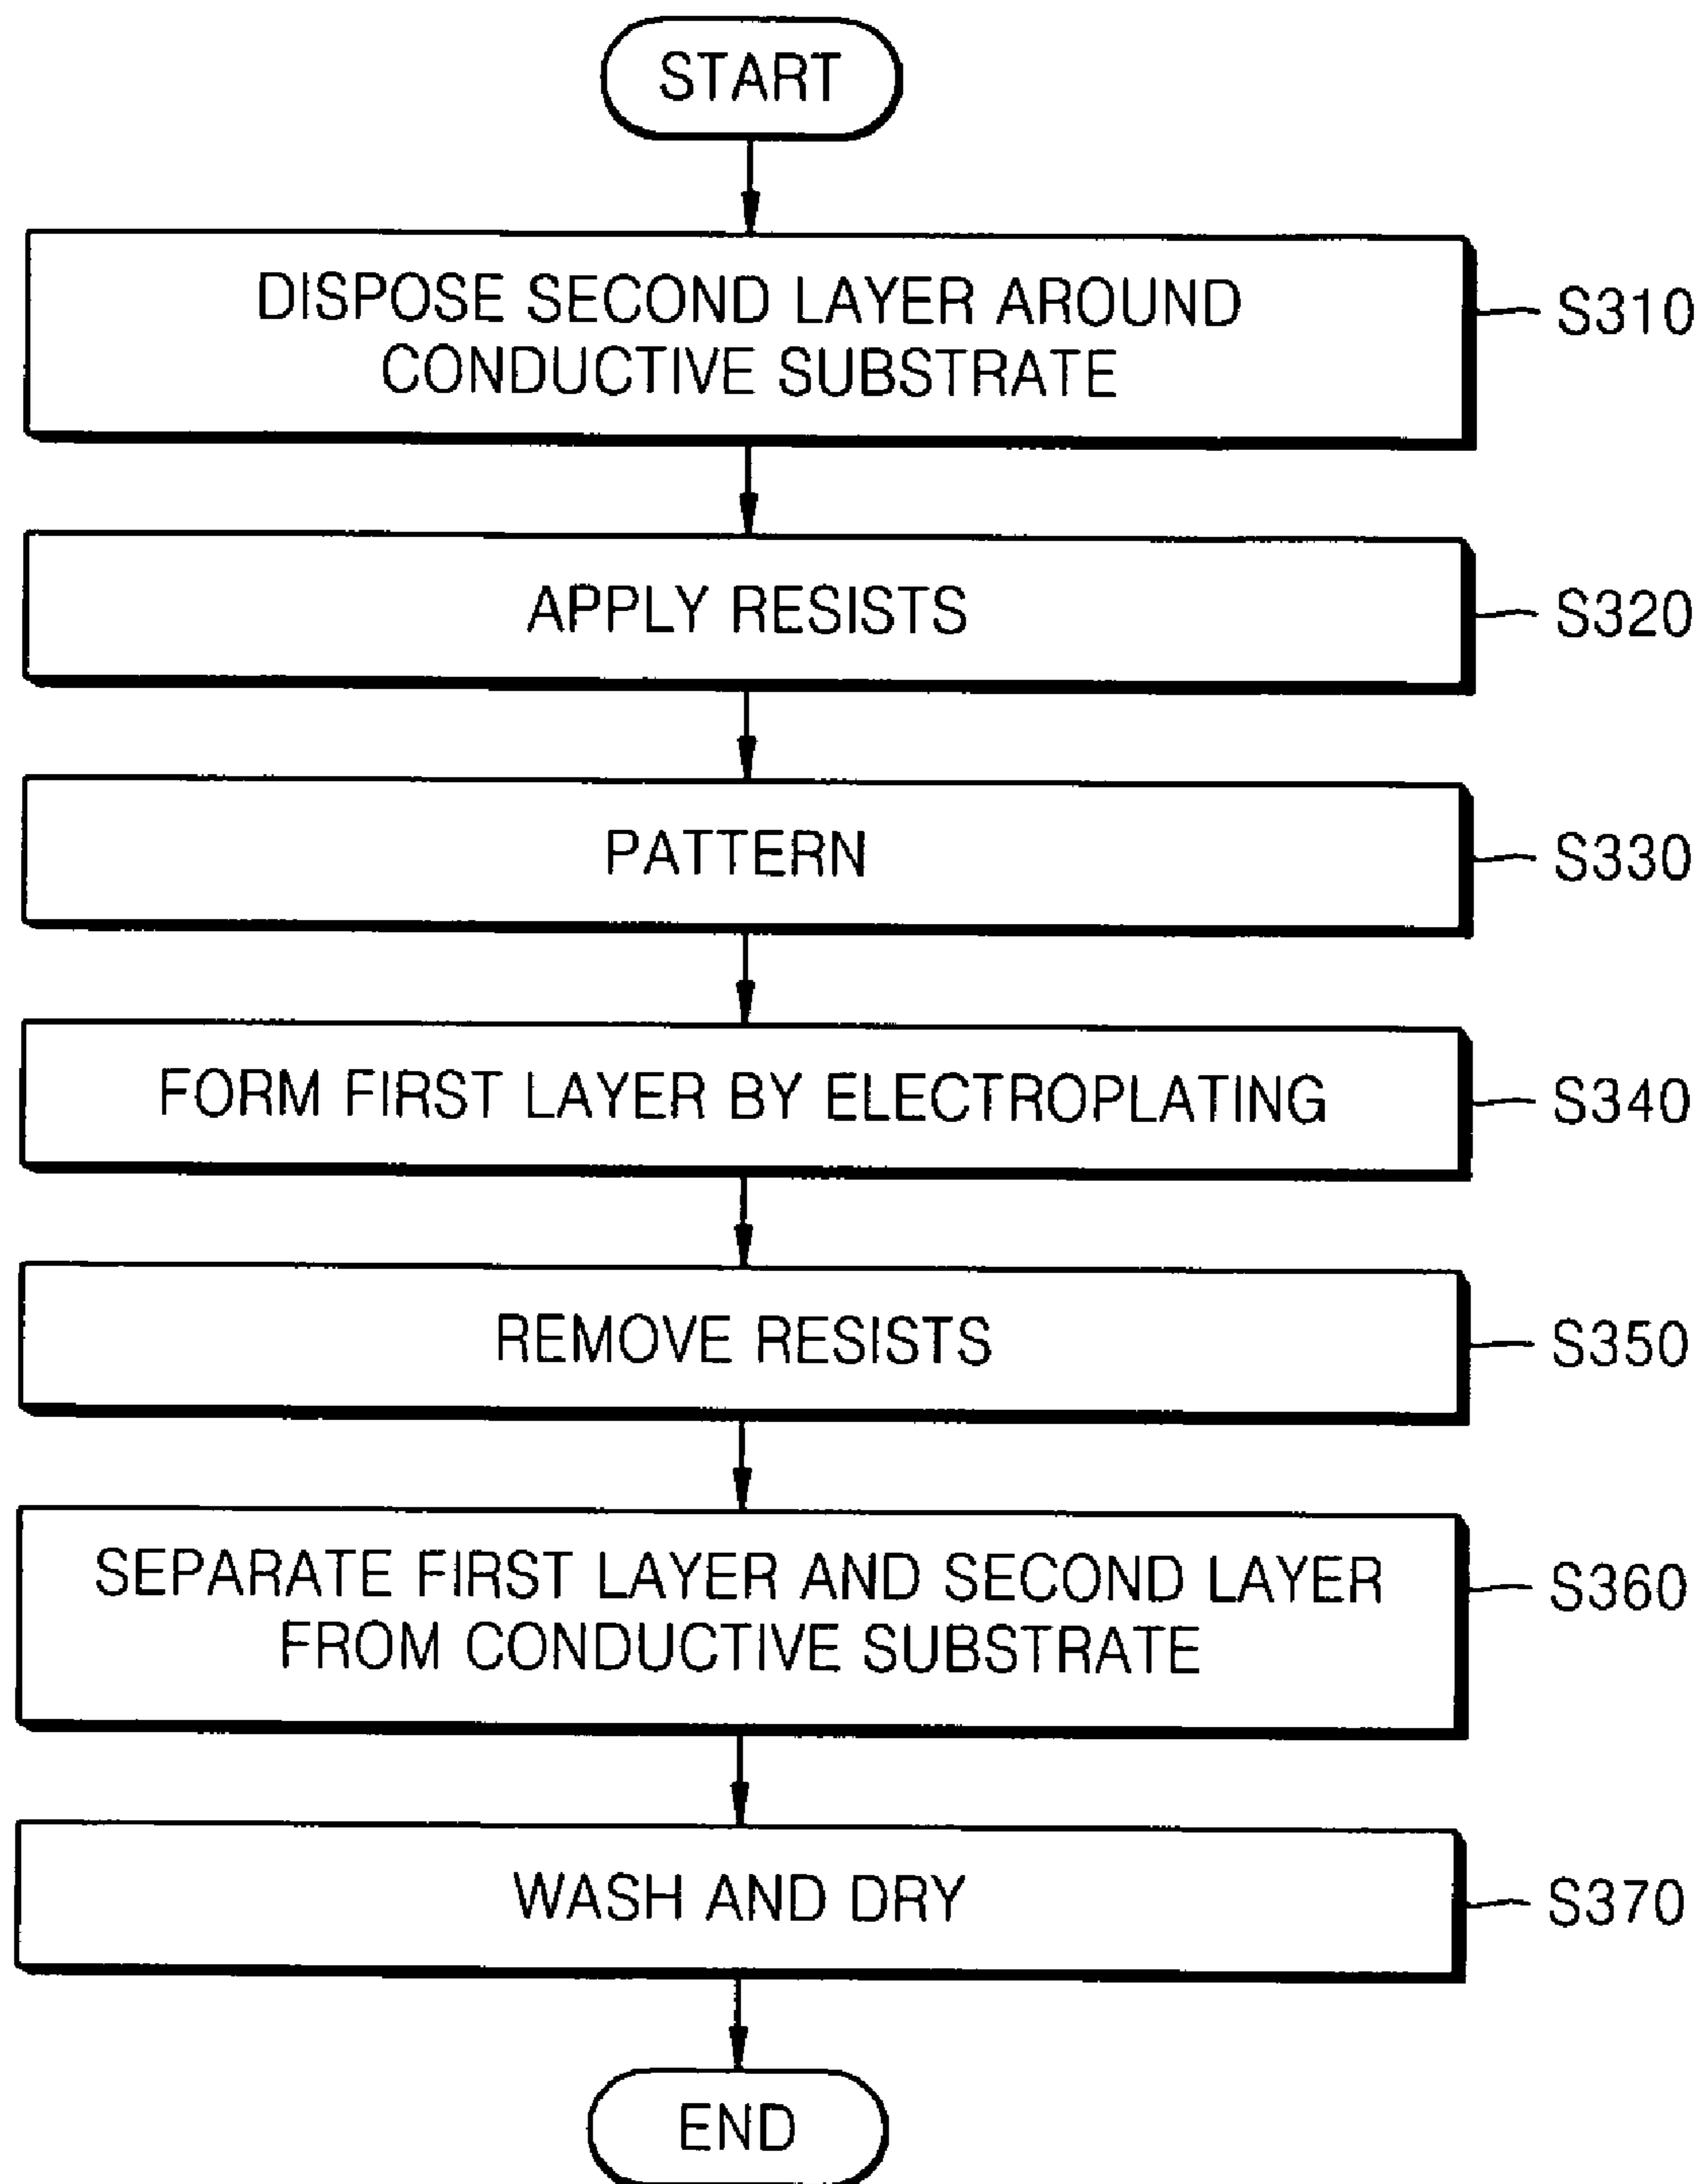 START
DISPOSE SECOND LAYER AROUND
CONDUCTIVE SUBSTRATE
S310
APPLY RESISTS
S320
PATTERN
S330
FORM FIRST LAYER BY ELECTROPLATING
S340
REMOVE RESISTS
S350
SEPARATE FIRST LAYER AND SECOND LAYER
FROM CONDUCTIVE SUBSTRATE
S360
WASH AND DRY
S370
END